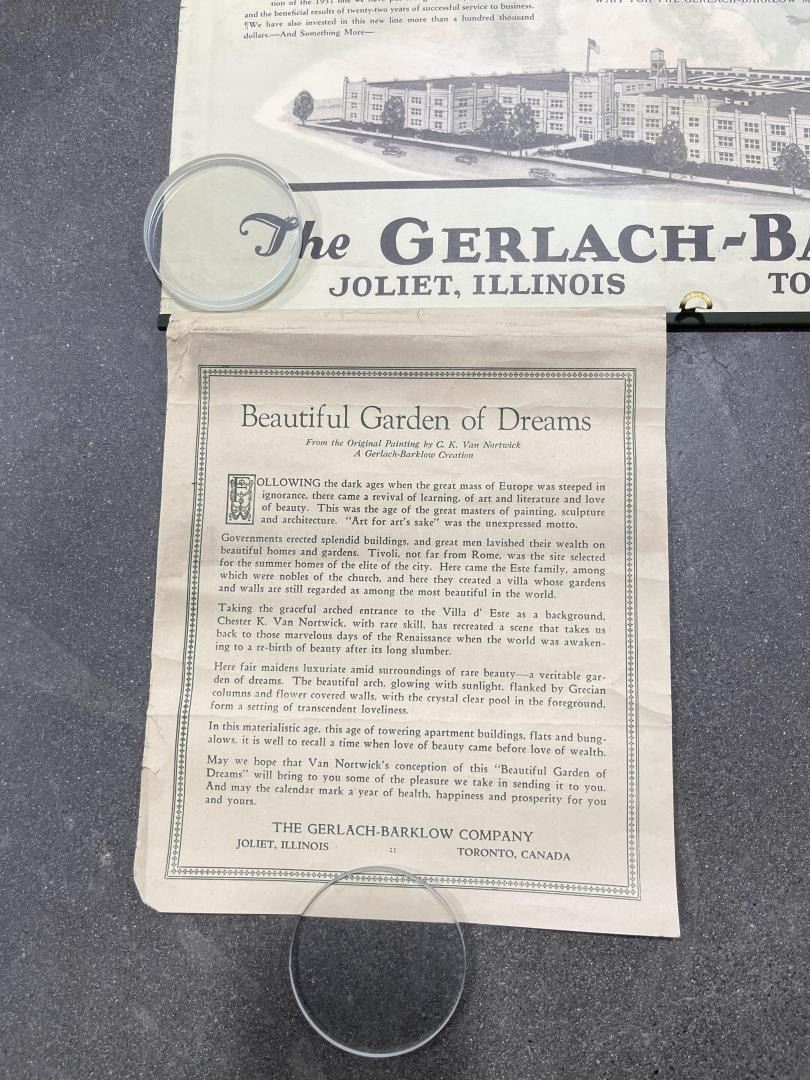 tion of the 1931 line
and the beneficial results of twenty-two years of successful service to business.
¶We have also invested in this new line more than a hundred thousand
dollars.—And Something More—
WAIT FOR THE GERLACH-BARKLOW
The GERLACH-BA
JOLIET, ILLINOIS TO
Beautiful Garden of Dreams
From the Original Painting by C. K. Van Nortwick
A Gerlach-Barklow Creation
FOLLOWING the dark ages when the great mass of Europe was steeped in
ignorance, there came a revival of learning, of art and literature and love
of beauty. This was the age of the great masters of painting, sculpture
and architecture. "Art for art's sake" was the unexpressed motto.
Governments erected splendid buildings, and great men lavished their wealth on
beautiful homes and gardens. Tivoli, not far from Rome, was the site selected
for the summer homes of the elite of the city. Here came the Este family, among
which were nobles of the church, and here they created a villa whose gardens
and walls are still regarded as among the most beautiful in the world.
Taking the graceful arched entrance to the Villa d' Este as a background,
Chester K. Van Nortwick, with rare skill, has recreated a scene that takes us
back to those marvelous days of the Renaissance when the world was awaken-
ing to a re-birth of beauty after its long slumber.
Here fair maidens luxuriate amid surroundings of rare beauty—a veritable gar-
den of dreams. The beautiful arch, glowing with sunlight, flanked by Grecian
columns and flower covered walls, with the crystal clear pool in the foreground,
form a setting of transcendent loveliness.
In this materialistic age, this age of towering apartment buildings, flats and bung-
alows, it is well to recall a time when love of beauty came before love of wealth.
May we hope that Van Nortwick's conception of this "Beautiful Garden of
Dreams" will bring to you some of the pleasure we take in sending it to you.
And may the calendar mark a year of health, happiness and prosperity for you
and yours.
THE GERLACH-BARKLOW COMPANY
JOLIET, ILLINOIS :: TORONTO, CANADA